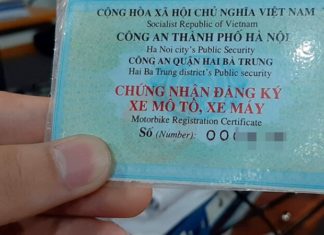 CỘNG HÒA XÃ HỘI CHỦ NGHĨA VIỆT NAM
Socialist Republic of Vietnam
CÔNG AN THÀNH PHỐ HÀ NỘI
Ha Noi city's Public Security
CÔNG AN QUẬN HAI BÀ TRƯNG
Hai Ba Trung district's Public security
CHỨNG NHẬN ĐĂNG KÝ
XE MÔ TÔ, XE MÁY
Motorbike Registration Certificate
Số (Number): 00